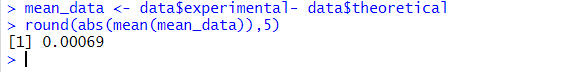 > mean_data <- data$experimental- data$theoretical
> round(abs(mean(mean_data)),5)
[1] 0.00069
>